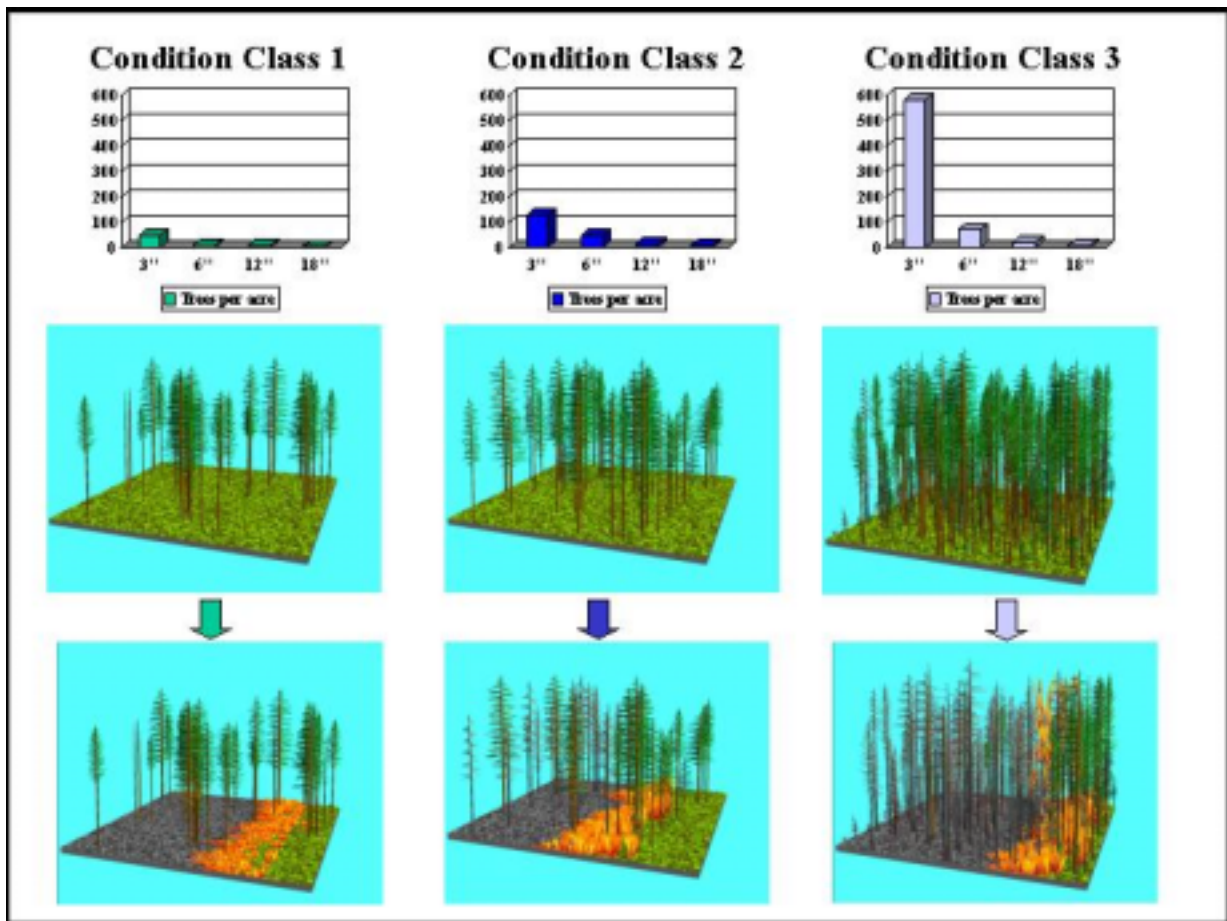 Condition Class 1
600
500
400
300
200
100
0
3" 6" 12" 18"
Trees per acre
Condition Class 2
600
500
400
300
200
100
0
3" 6" 12" 18"
Trees per acre
Condition Class 3
600
500
400
300
200
100
0
3" 6" 12" 18"
Trees per acre